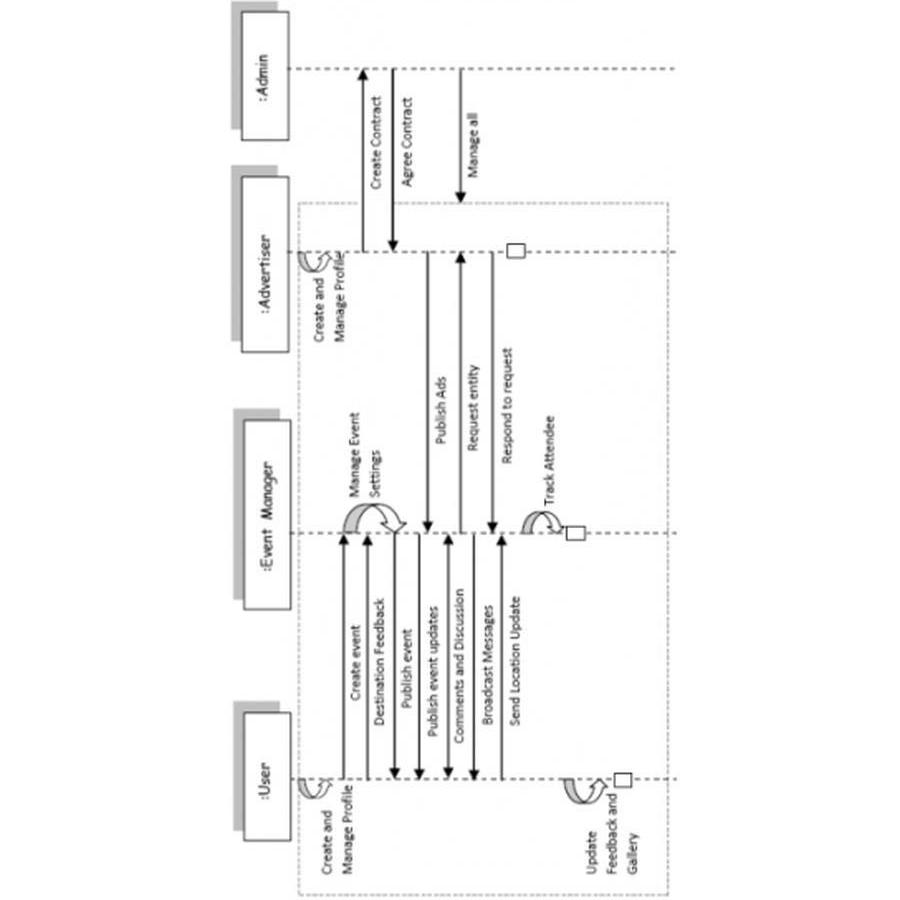 :User
:Event Manager
:Advertiser
:Admin
Create and
Manage Profile
Create and
Manage Profile
Create event
Manage Event
Settings
Create Contract
Destination Feedback
Agree Contract
Publish event
Publish event updates
Publish Ads
Comments and Discussion
Request entity
Manage all
Broadcast Messages
Respond to request
Send Location Update
Track Attendee
Update
Feedback and
Gallery